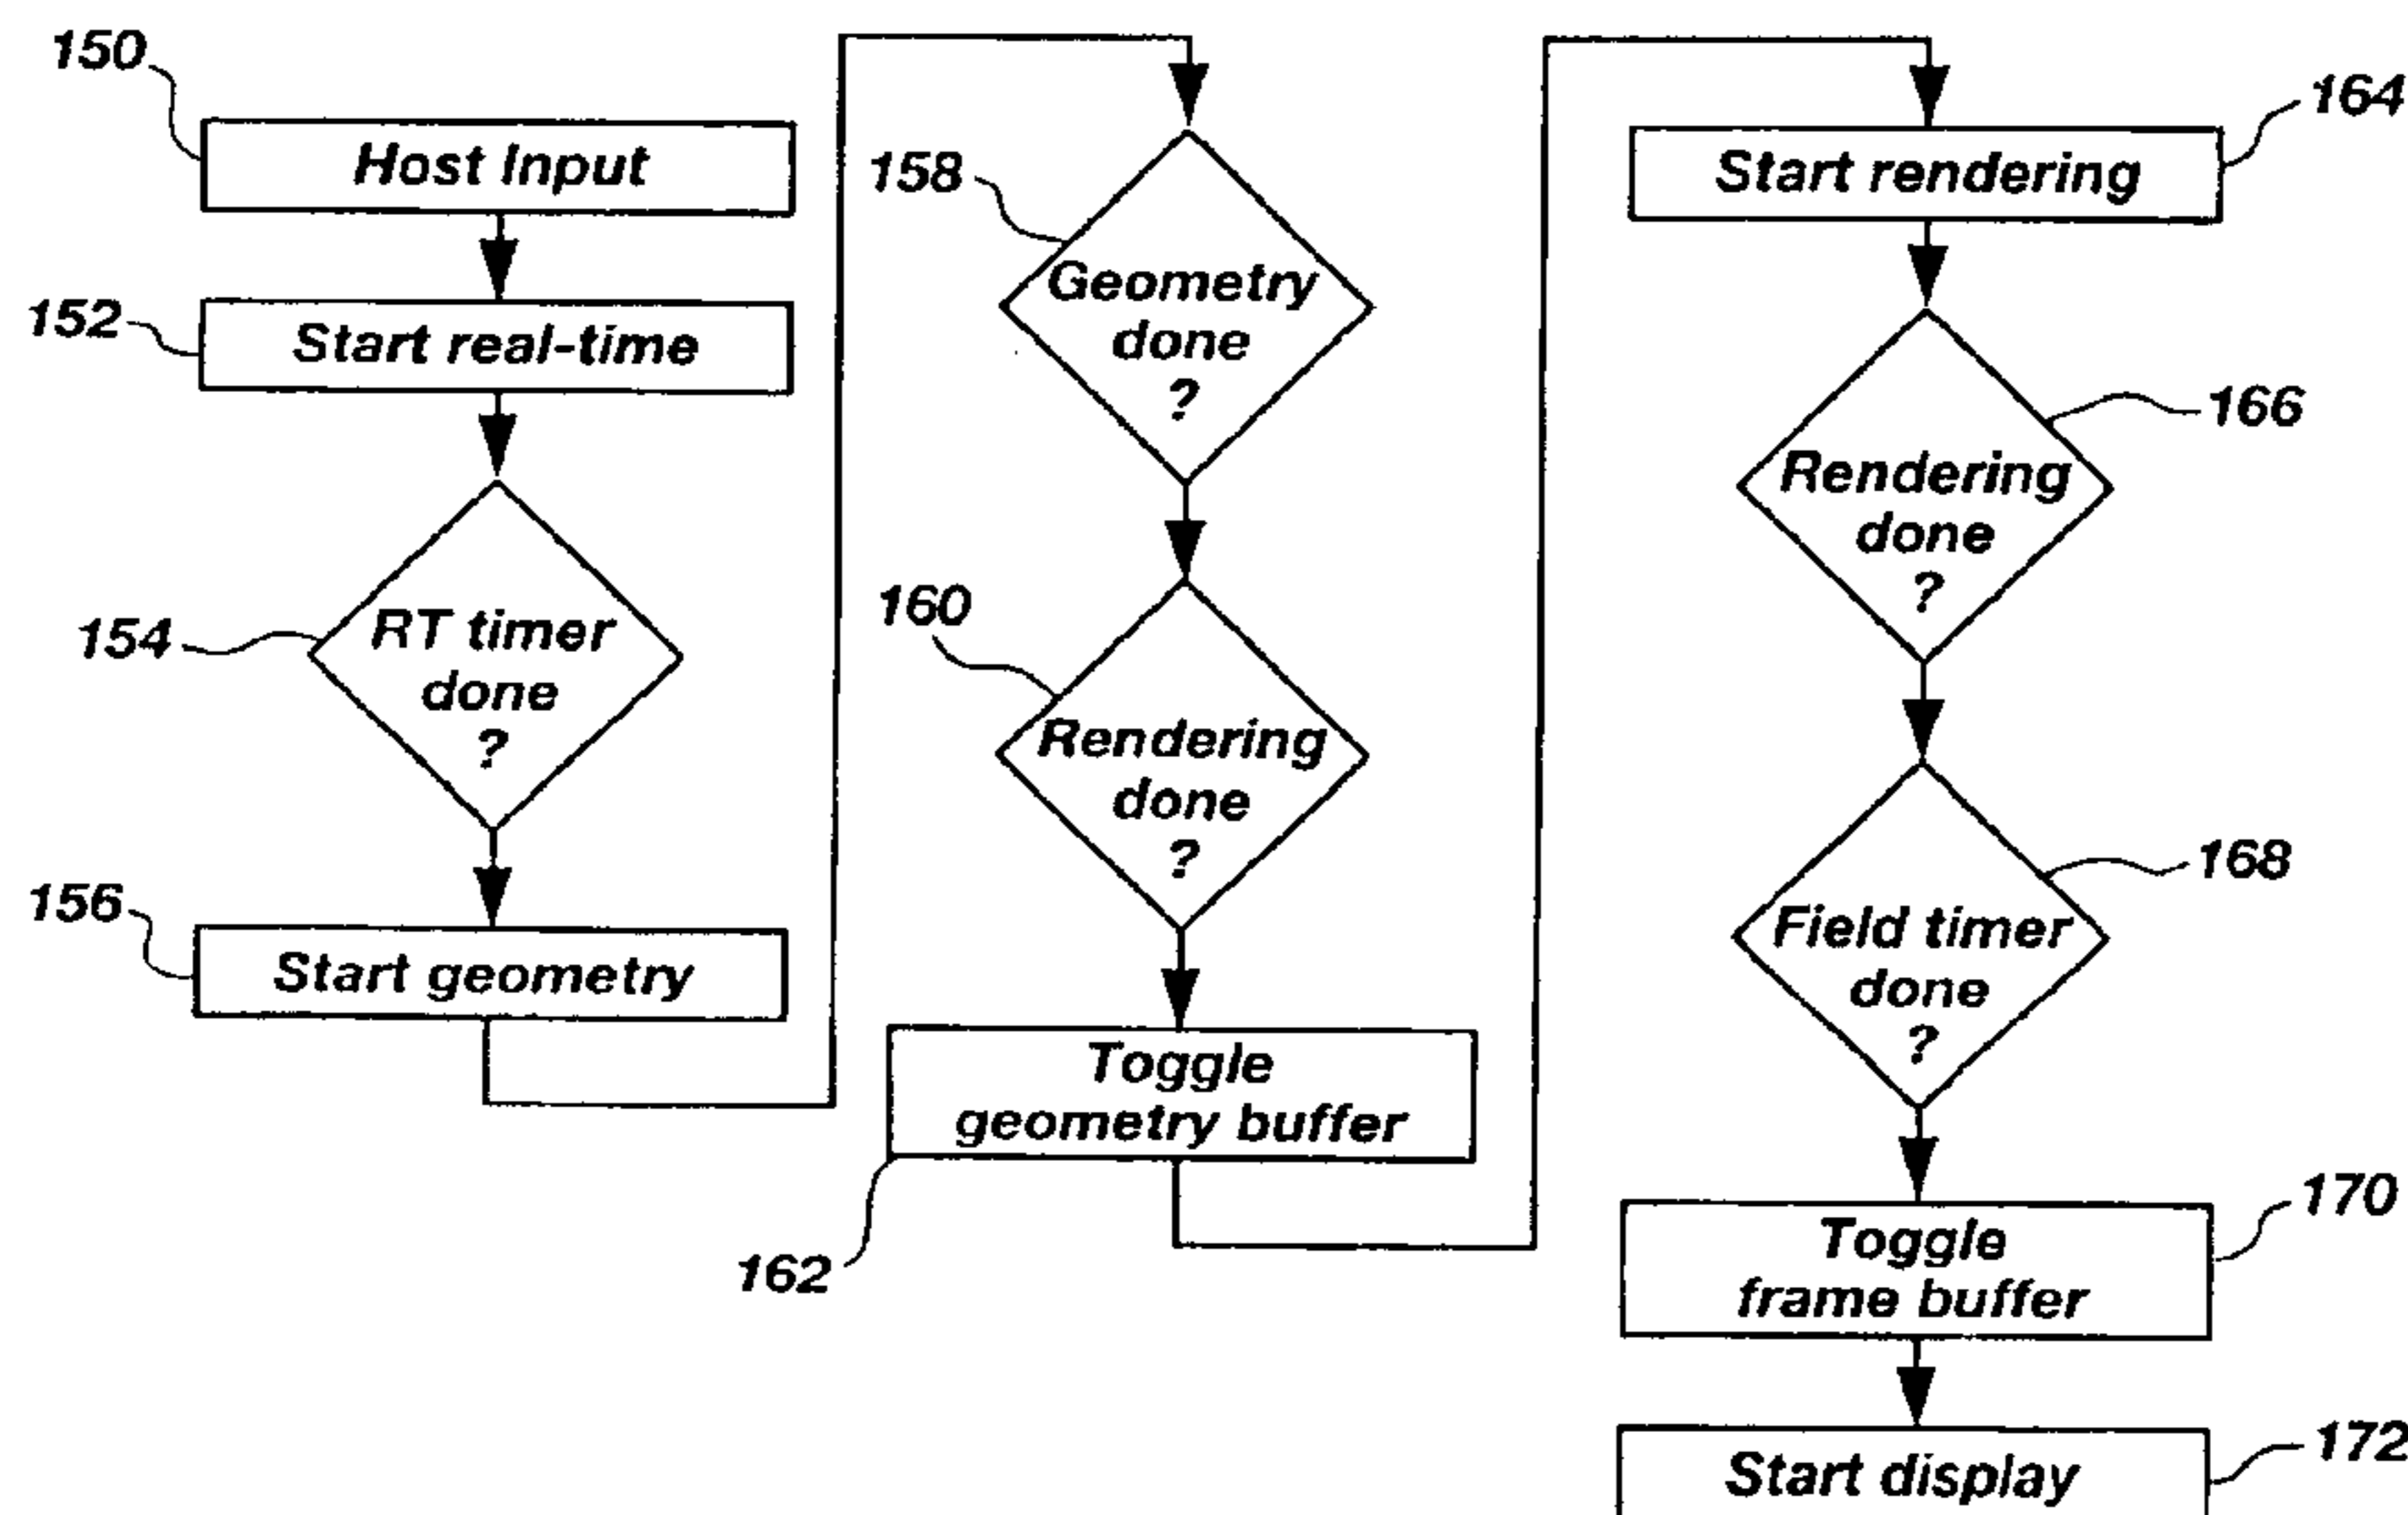 150
Host Input
152
Start real-time
154
RT timer
done
?
156
Start geometry
158
Geometry
done
?
160
Rendering
done
?
Toggle
geometry buffer
162
164
Start rendering
166
Rendering
done
?
168
Field timer
done
?
170
Toggle
frame buffer
172
Start display